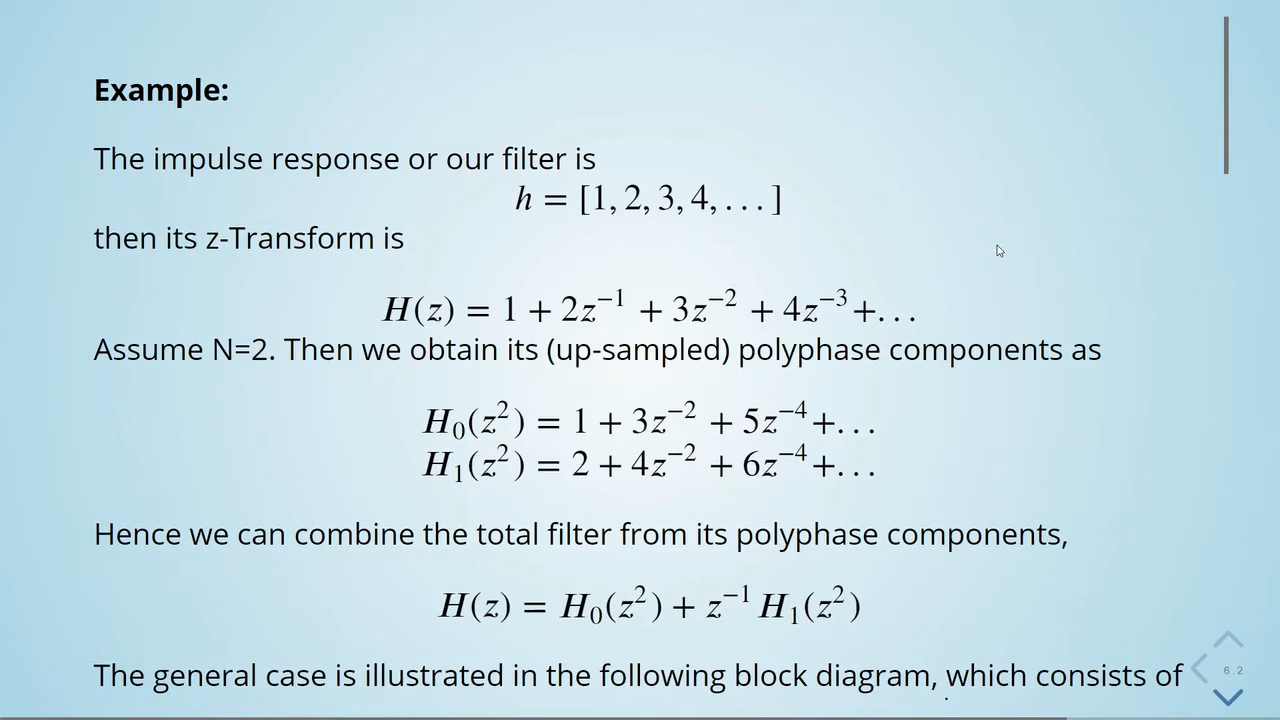 Example:
The impulse response or our filter is
h = [1, 2, 3, 4, . . . ]
then its z-Transform is
H(z) = 1 + 2z⁻¹ + 3z⁻² + 4z⁻³ +. . .
Assume N=2. Then we obtain its (up-sampled) polyphase components as
H₀(z²) = 1 + 3z⁻² + 5z⁻⁴ +. . .
H₁(z²) = 2 + 4z⁻² + 6z⁻⁴ +. . .
Hence we can combine the total filter from its polyphase components,
H(z) = H₀(z²) + z⁻¹ H₁(z²)
The general case is illustrated in the following block diagram, which consists of
6.2